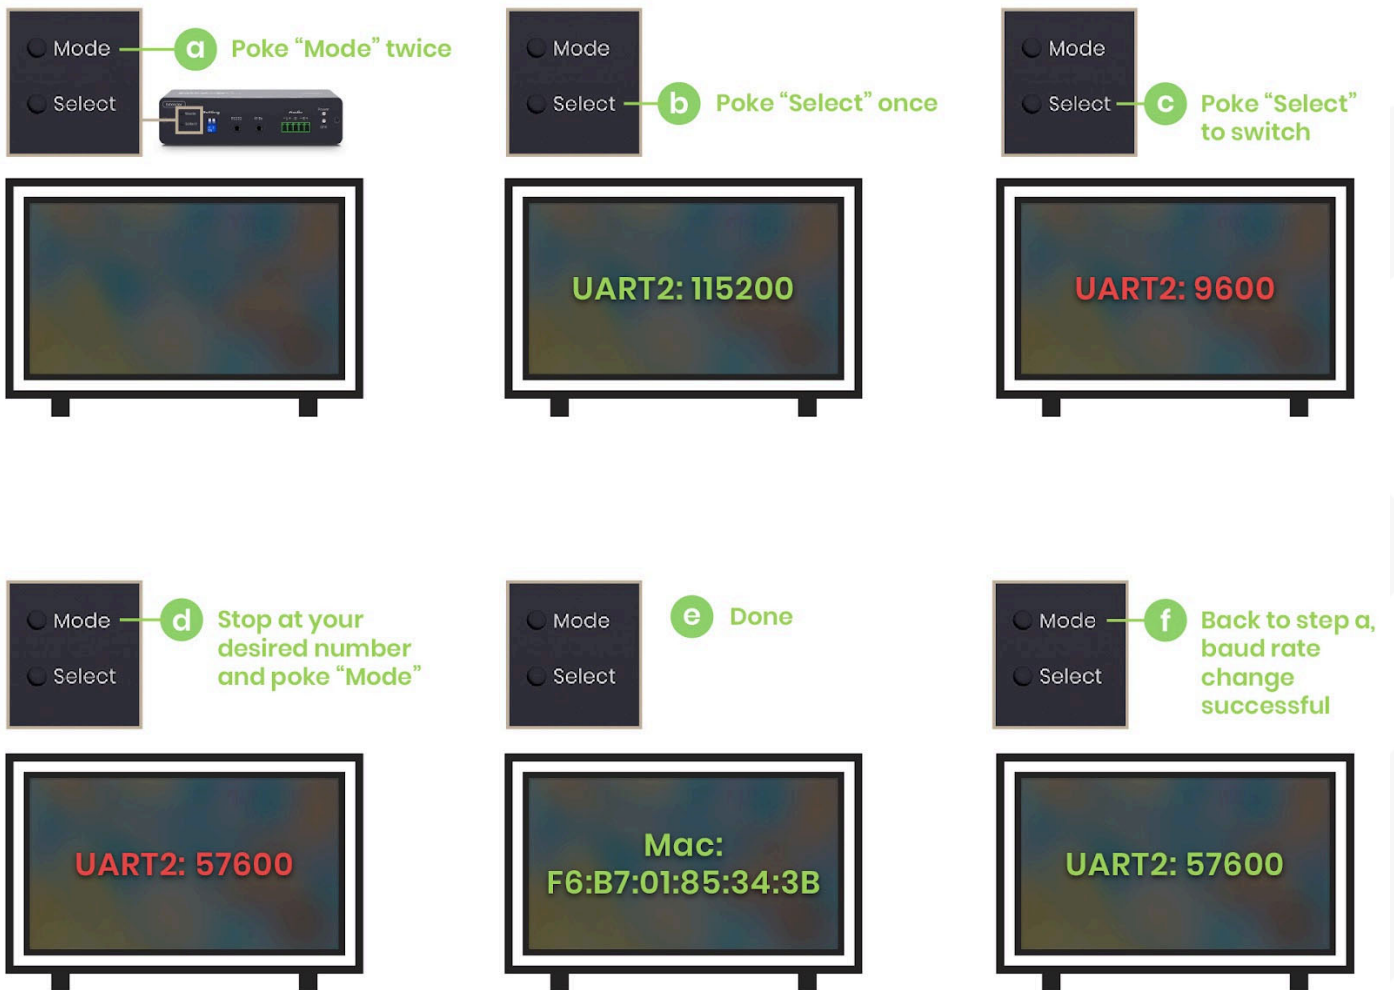 Mode
Select
a
Poke “Mode” twice
Mode
Select
b
Poke “Select” once
UART2: 115200
Mode
Select
c
Poke “Select”
to switch
UART2: 9600
Mode
Select
d
Stop at your
desired number
and poke “Mode”
UART2: 57600
Mode
Select
e
Done
Mac:
F6:B7:01:85:34:3B
Mode
Select
f
Back to step a,
baud rate
change
successful
UART2: 57600